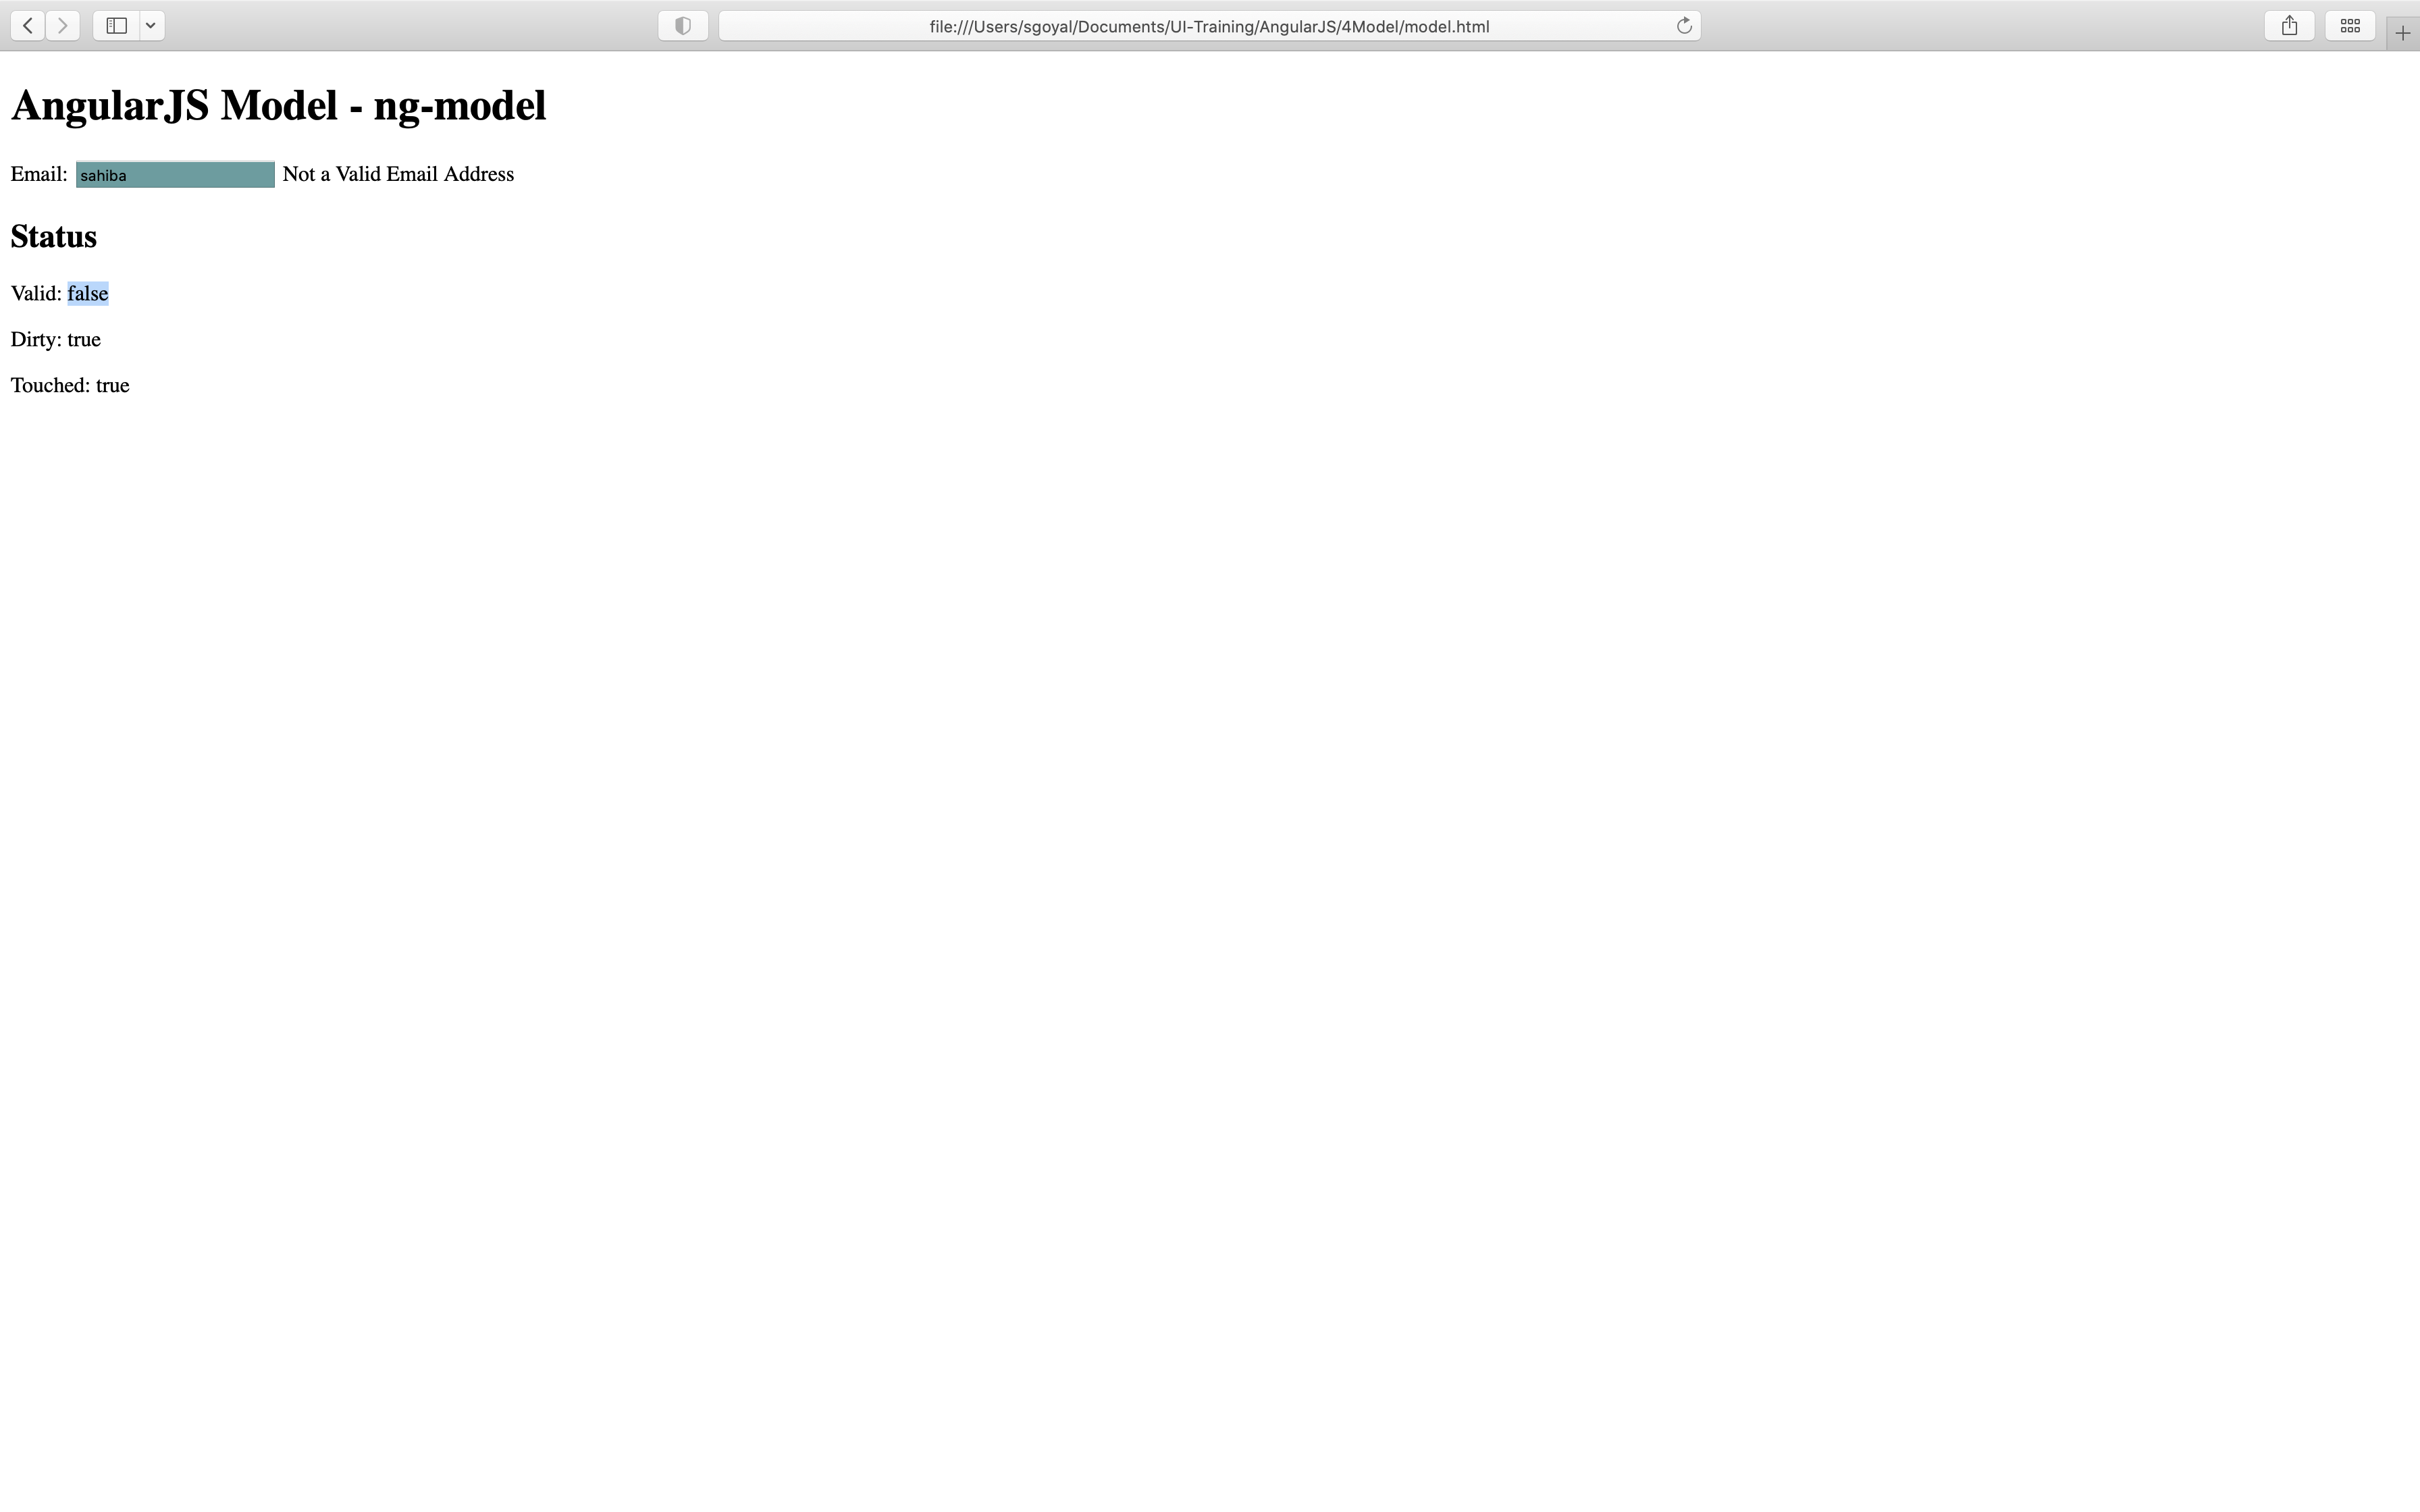 file:///Users/sgoyal/Documents/UI-Training/AngularJS/4Model/model.html
AngularJS Model - ng-model
Email: sahiba Not a Valid Email Address
Status
Valid: false
Dirty: true
Touched: true